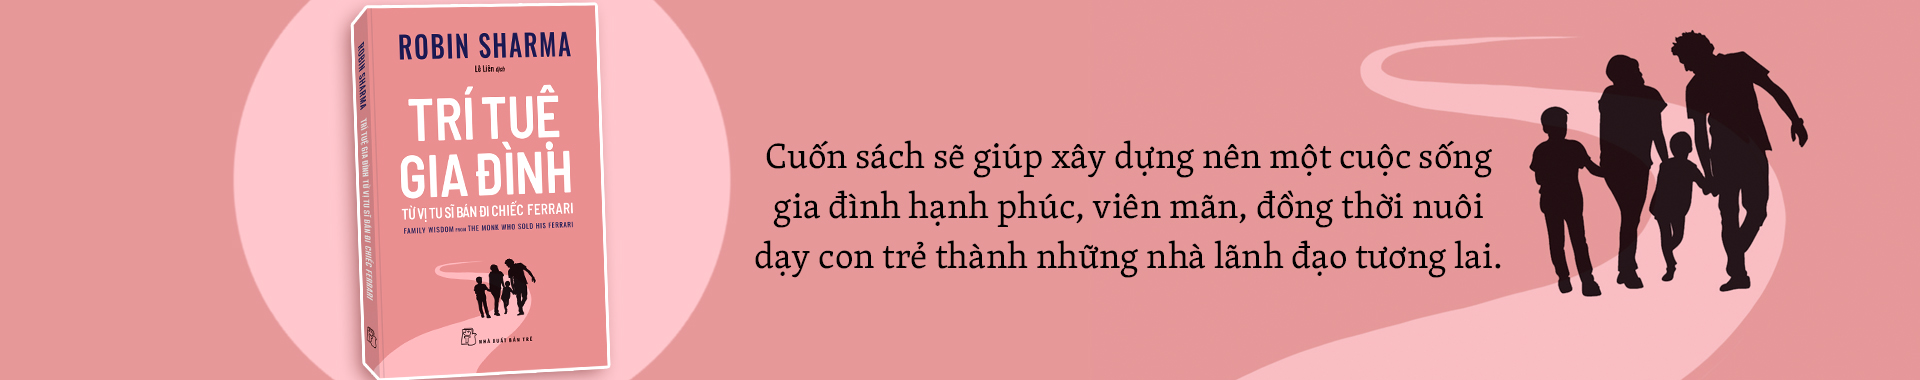 ROBIN SHARMA
Lê Liên dịch
TRÍ TUỆ
GIA ĐÌNH
TỪ VỊ TU SĨ BÁN ĐI CHIẾC FERRARI
FAMILY WISDOM FROM THE MONK WHO SOLD HIS FERRARI
NHÀ XUẤT BẢN TRẺ
ROBIN SHARMA TRÍ TUỆ GIA ĐÌNH TỪ VỊ TU SĨ BÁN ĐI CHIẾC FERRARI
Cuốn sách sẽ giúp xây dựng nên một cuộc sống
gia đình hạnh phúc, viên mãn, đồng thời nuôi
dạy con trẻ thành những nhà lãnh đạo tương lai.